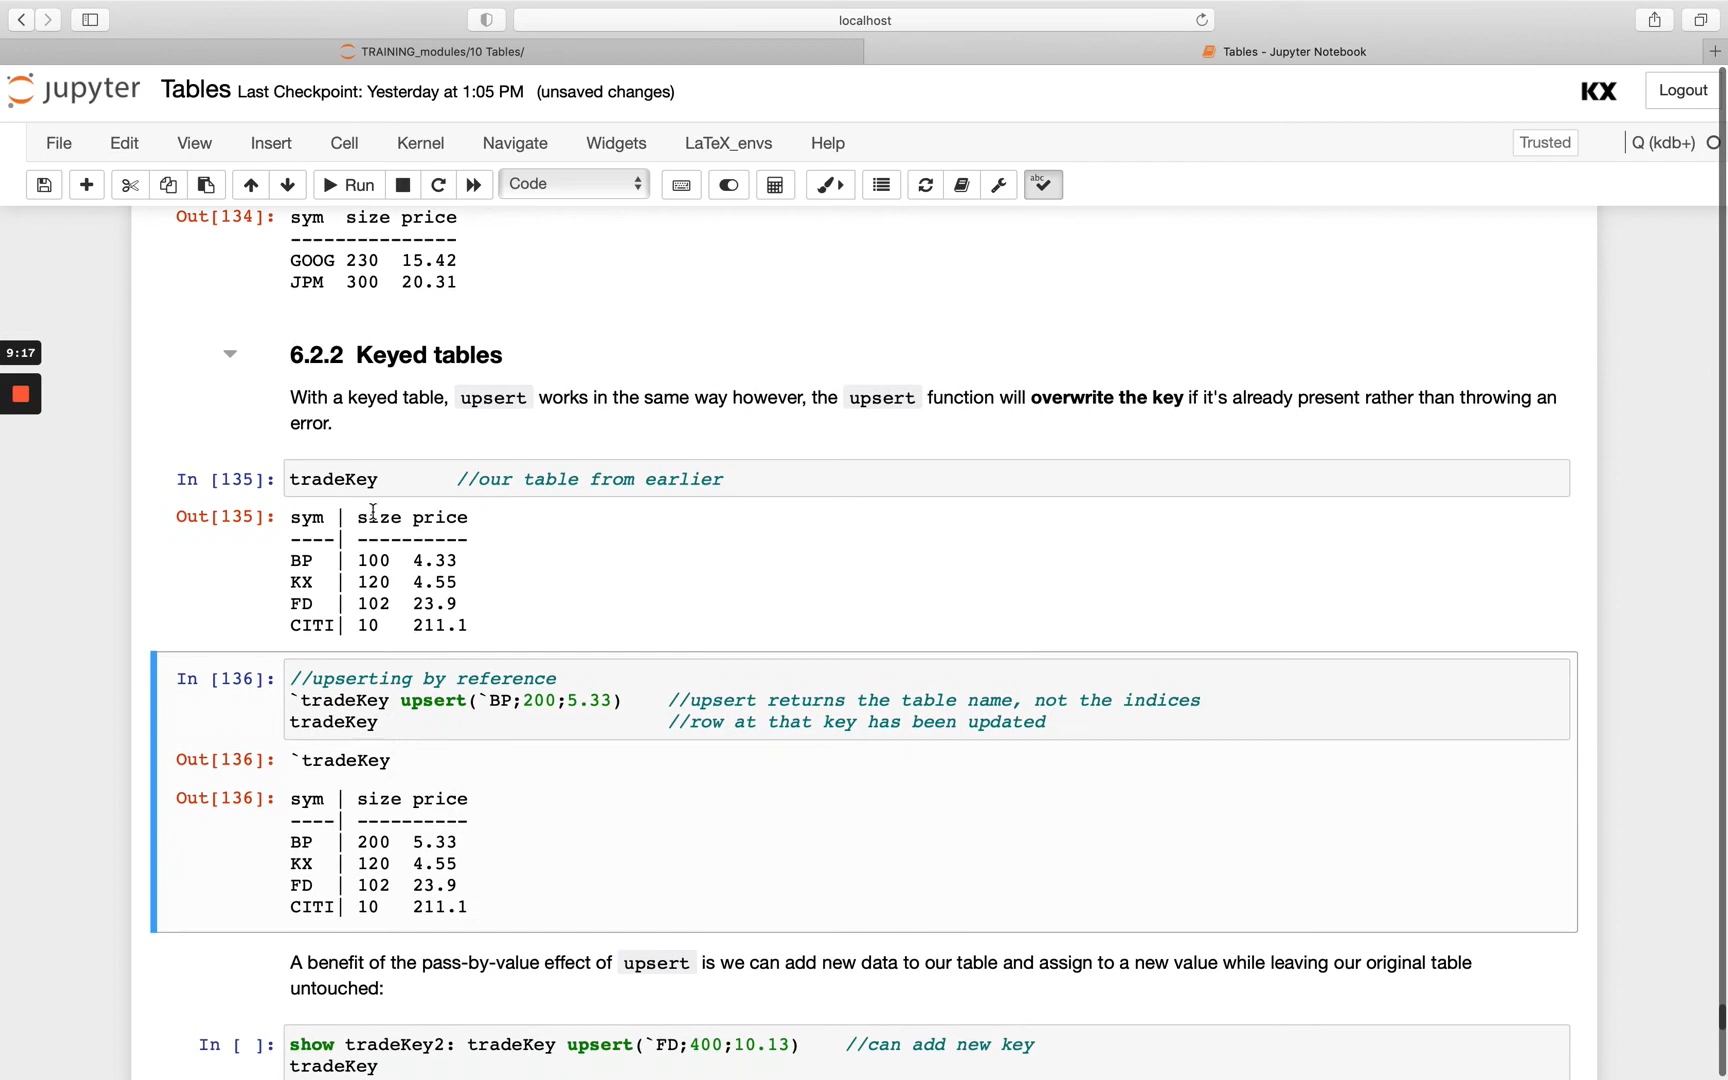 localhost
TRAINING_modules/10 Tables/
Tables - Jupyter Notebook
jupyter Tables Last Checkpoint: Yesterday at 1:05 PM (unsaved changes)
KX
Logout
File Edit View Insert Cell Kernel Navigate Widgets LaTeX_envs Help
Trusted
Q (kdb+)
Run
Code
abc
Out[134]: sym size price
---------------
GOOG 230 15.42
JPM 300 20.31
9:17
6.2.2 Keyed tables
With a keyed table, upsert works in the same way however, the upsert function will overwrite the key if it's already present rather than throwing an
error.
In [135]: tradeKey //our table from earlier
Out[135]: sym | size price
----| ----------
BP | 100 4.33
KX | 120 4.55
FD | 102 23.9
CITI| 10 211.1
In [136]: //upserting by reference
`tradeKey upsert(`BP;200;5.33) //upsert returns the table name, not the indices
tradeKey //row at that key has been updated
Out[136]: `tradeKey
Out[136]: sym | size price
----| ----------
BP | 200 5.33
KX | 120 4.55
FD | 102 23.9
CITI| 10 211.1
A benefit of the pass-by-value effect of upsert is we can add new data to our table and assign to a new value while leaving our original table
untouched:
In [ ]: show tradeKey2: tradeKey upsert(`FD;400;10.13) //can add new key
tradeKey